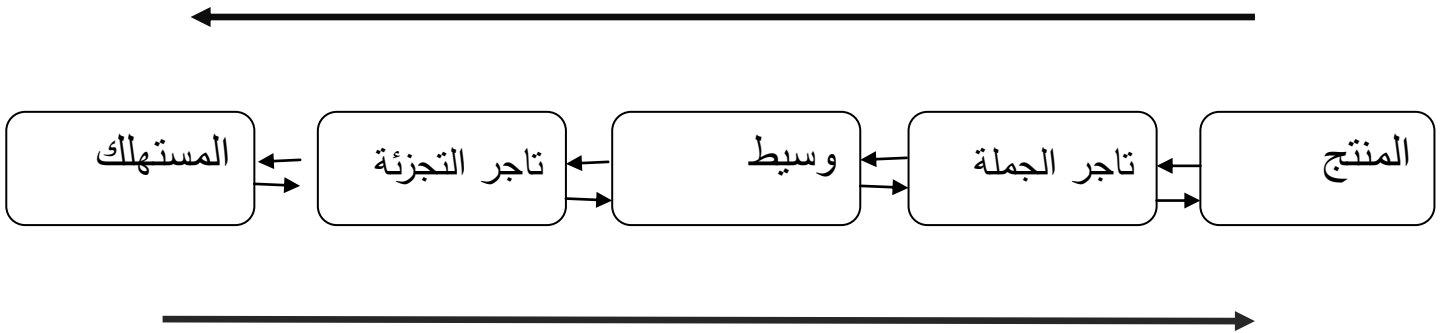 المنتج
تاجر الجملة
وسيط
تاجر التجزئة
المستهلك